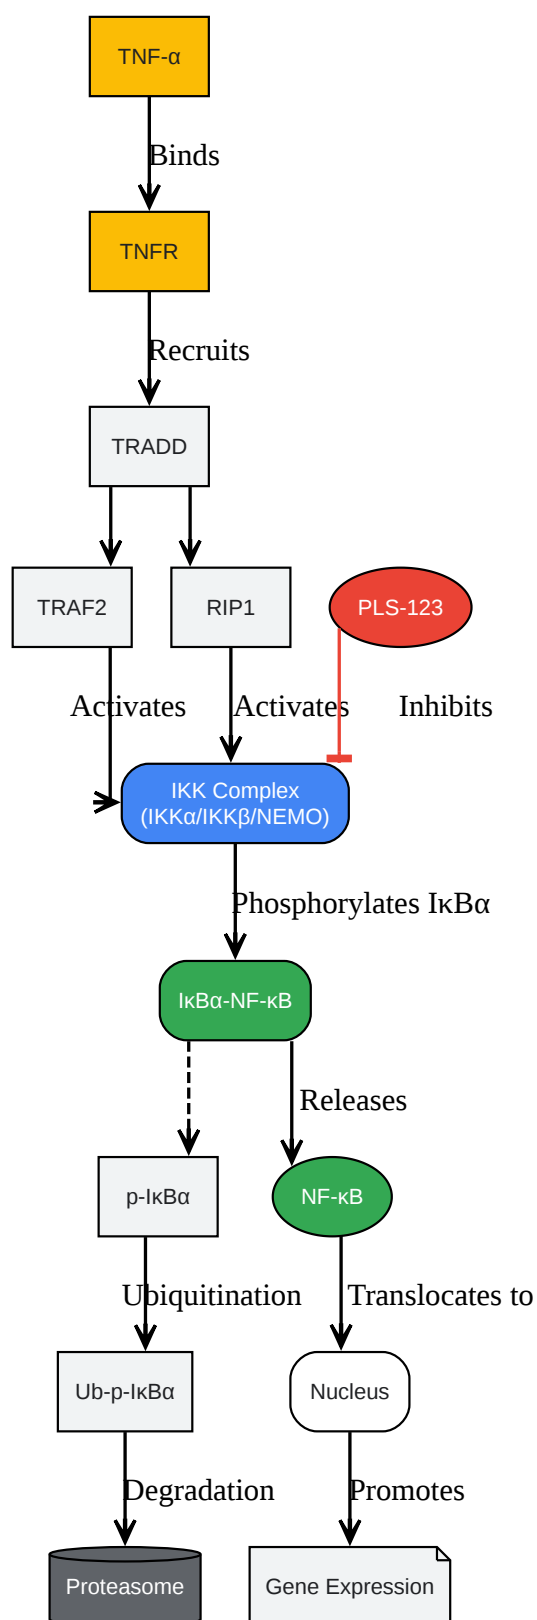 TNF-α
Binds
TNFR
Recruits
TRADD
TRAF2
RIP1
PLS-123
Activates
Activates
Inhibits
IKK Complex
(IKKα/IKKβ/NEMO)
Phosphorylates IκBα
IκBα-NF-κB
Releases
p-IκBα
NF-κB
Ubiquitination
Translocates to
Ub-p-IκBα
Nucleus
Degradation
Promotes
Proteasome
Gene Expression